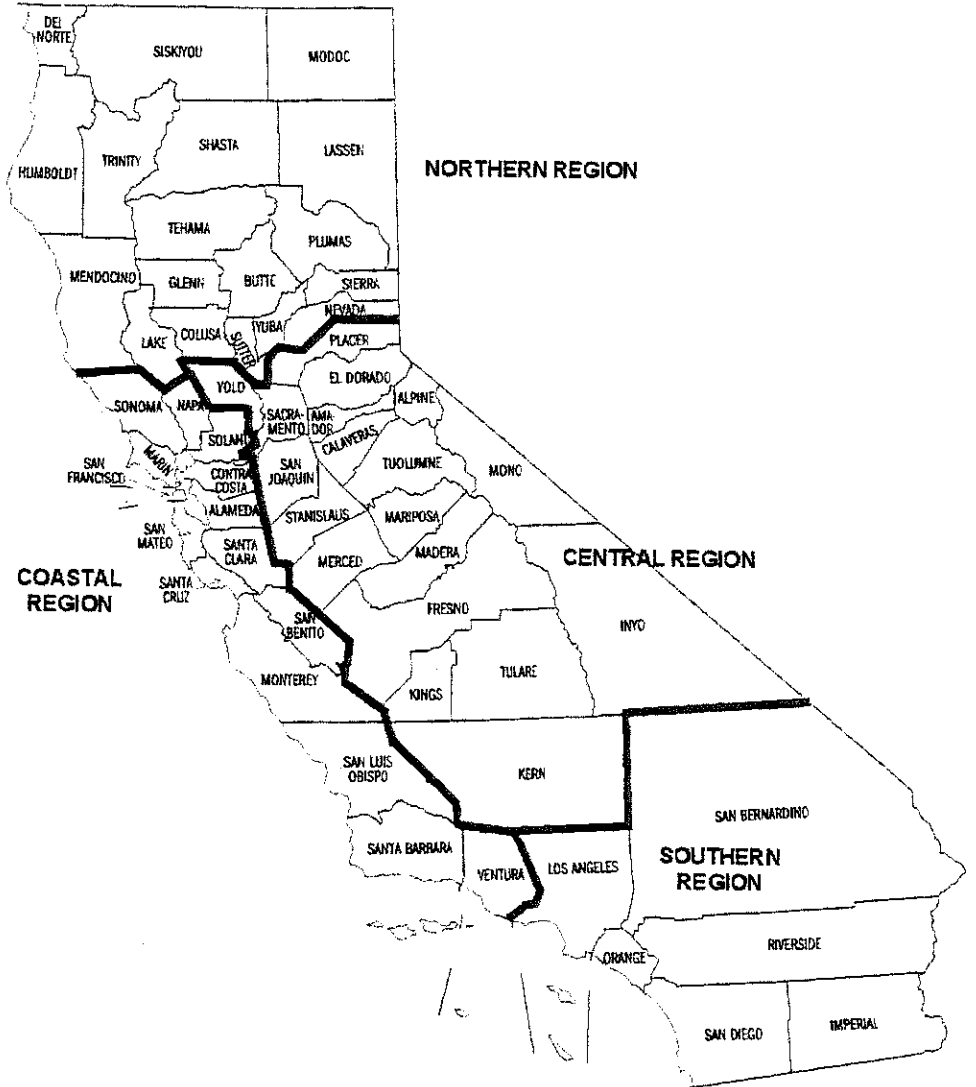 DEL
NORTE
SISKIYOU
MODOC
HUMBOLDT
TRINITY
SHASTA
LASSEN
NORTHERN REGION
TEHAMA
PLUMAS
MENDOCINO
GLENN
BUTTE
SIERRA
NEVADA
YUBA
LAKE
COLUSA
SUTTER
PLACER
YOLO
EL DORADO
SONOMA
NAPA
SACRA-
MENTO
AMA-
DOR
ALPINE
SOLANO
CALAVERAS
MARIN
SAN
FRANCISCO
CONTRA
COSTA
SAN
JOAQUIN
TUOLUMNE
MONO
ALAMEDA
STANISLAUS
MARIPOSA
SAN
MATEO
SANTA
CLARA
MERCED
MADERA
CENTRAL REGION
COASTAL
REGION
SANTA
CRUZ
SAN
BENITO
FRESNO
INYO
MONTEREY
KINGS
TULARE
SAN LUIS
OBISPO
KERN
SAN BERNARDINO
SANTA BARBARA
VENTURA
LOS ANGELES
SOUTHERN
REGION
ORANGE
RIVERSIDE
SAN DIEGO
IMPERIAL